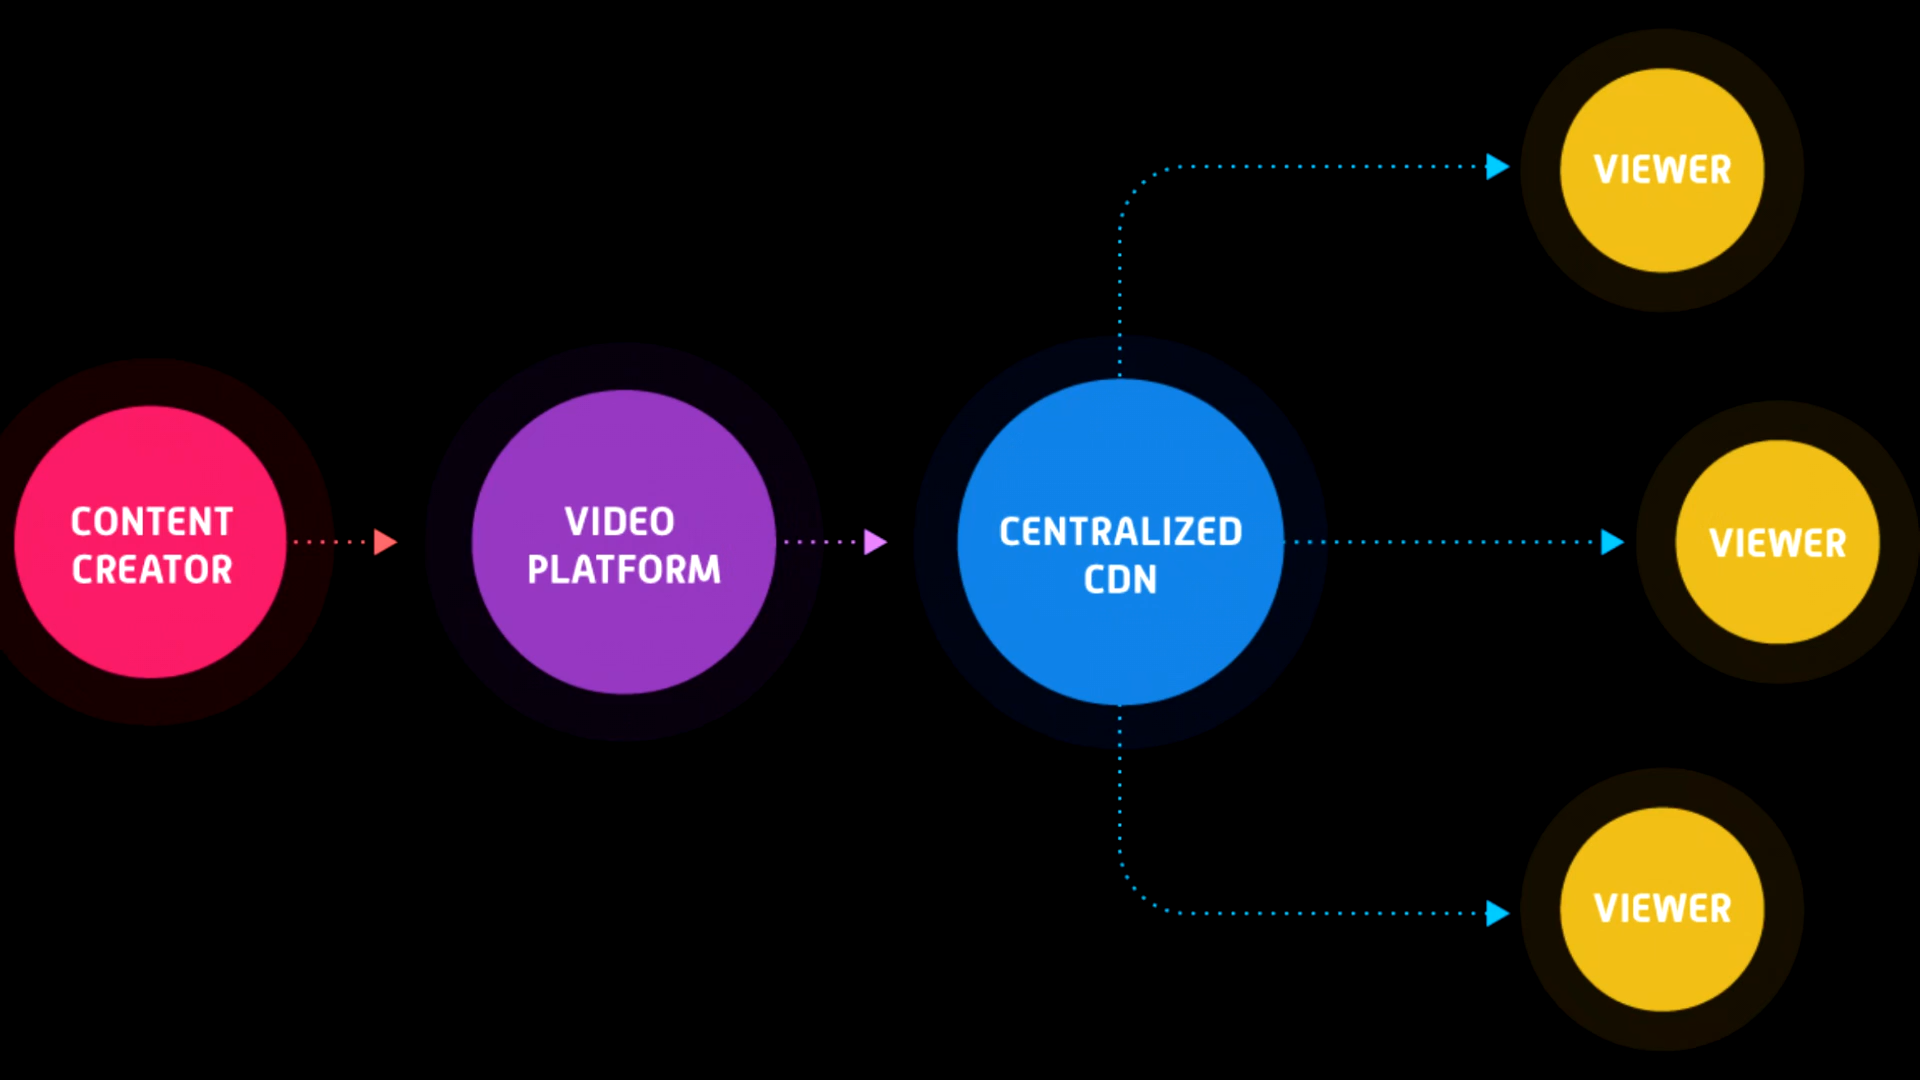 CONTENT
CREATOR
VIDEO
PLATFORM
CENTRALIZED
CDN
VIEWER
VIEWER
VIEWER